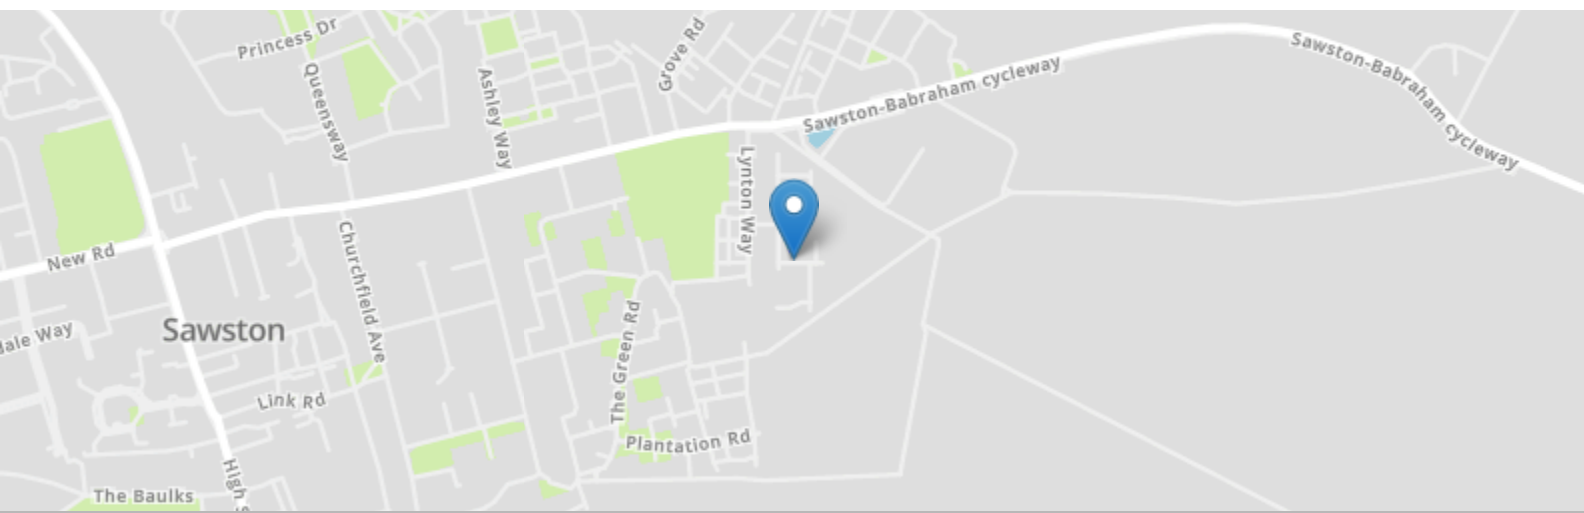 Princess Dr
Grove Rd
Sawston-Babraham cycleway
Queensway
Ashley Way
Sawston-Babraham cycleway
Lynton Way
New Rd
Churchfield Ave
Sawston
The Green Rd
Link Rd
Plantation Rd
High
The Baulks
Way